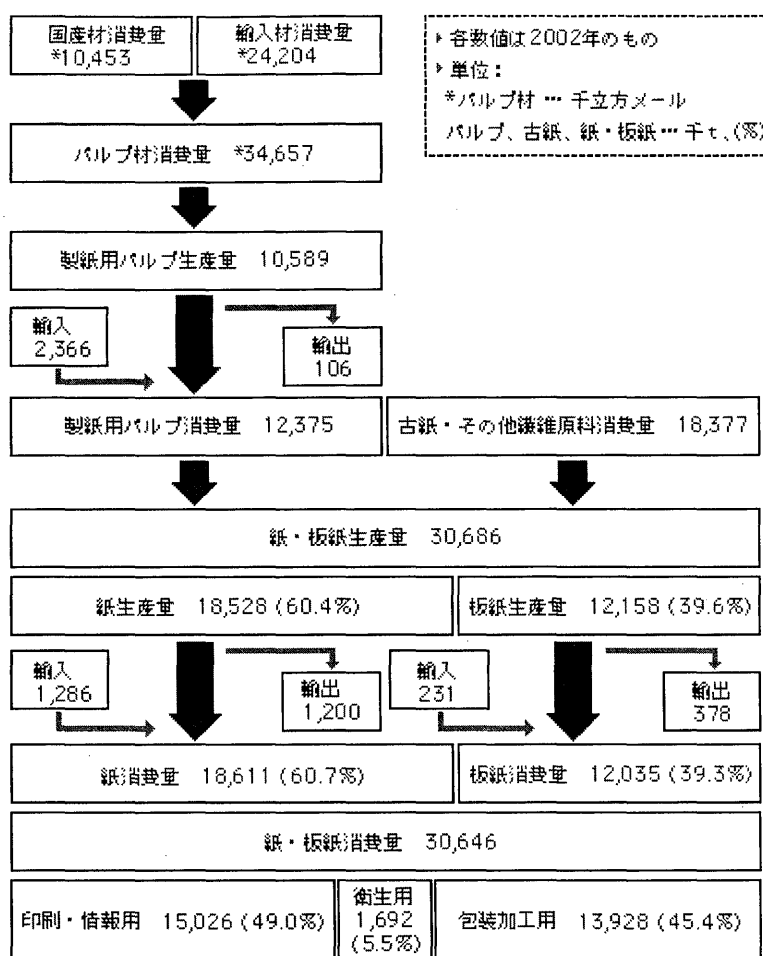 国産材消費量
*10,453
輸入材消費量
*24,204
▸ 各数値は2002年のもの
▸ 単位：
*パルプ材 … 千立方メール
パルプ、古紙、紙・板紙 … 千t、(%)
パルプ材消費量 *34,657
製紙用パルプ生産量 10,589
輸入
2,366
輸出
106
製紙用パルプ消費量 12,375
古紙・その他繊維原料消費量 18,377
紙・板紙生産量 30,686
紙生産量 18,528 (60.4%)
板紙生産量 12,158 (39.6%)
輸入
1,286
輸出
1,200
輸入
231
輸出
378
紙消費量 18,611 (60.7%)
板紙消費量 12,035 (39.3%)
紙・板紙消費量 30,646
印刷・情報用 15,026 (49.0%)
衛生用
1,692
(5.5%)
包装加工用 13,928 (45.4%)